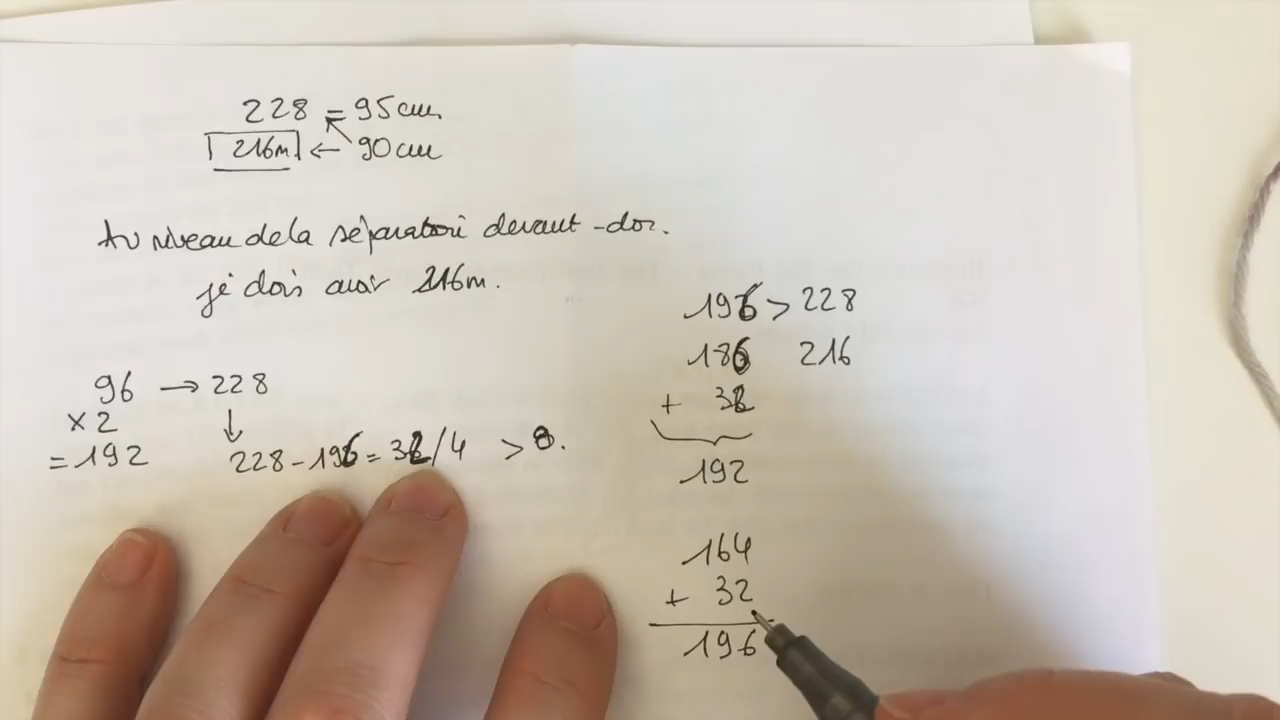 228 = 95cm
216m ← 90cm
Au niveau de la séparation devant-dos.
je dois avoir 216m.
96 → 228
× 2 ↓
= 192 228 - 196 = 32/4 > 8.
196 > 228
186 216
+ 32
192
164
+ 32
196